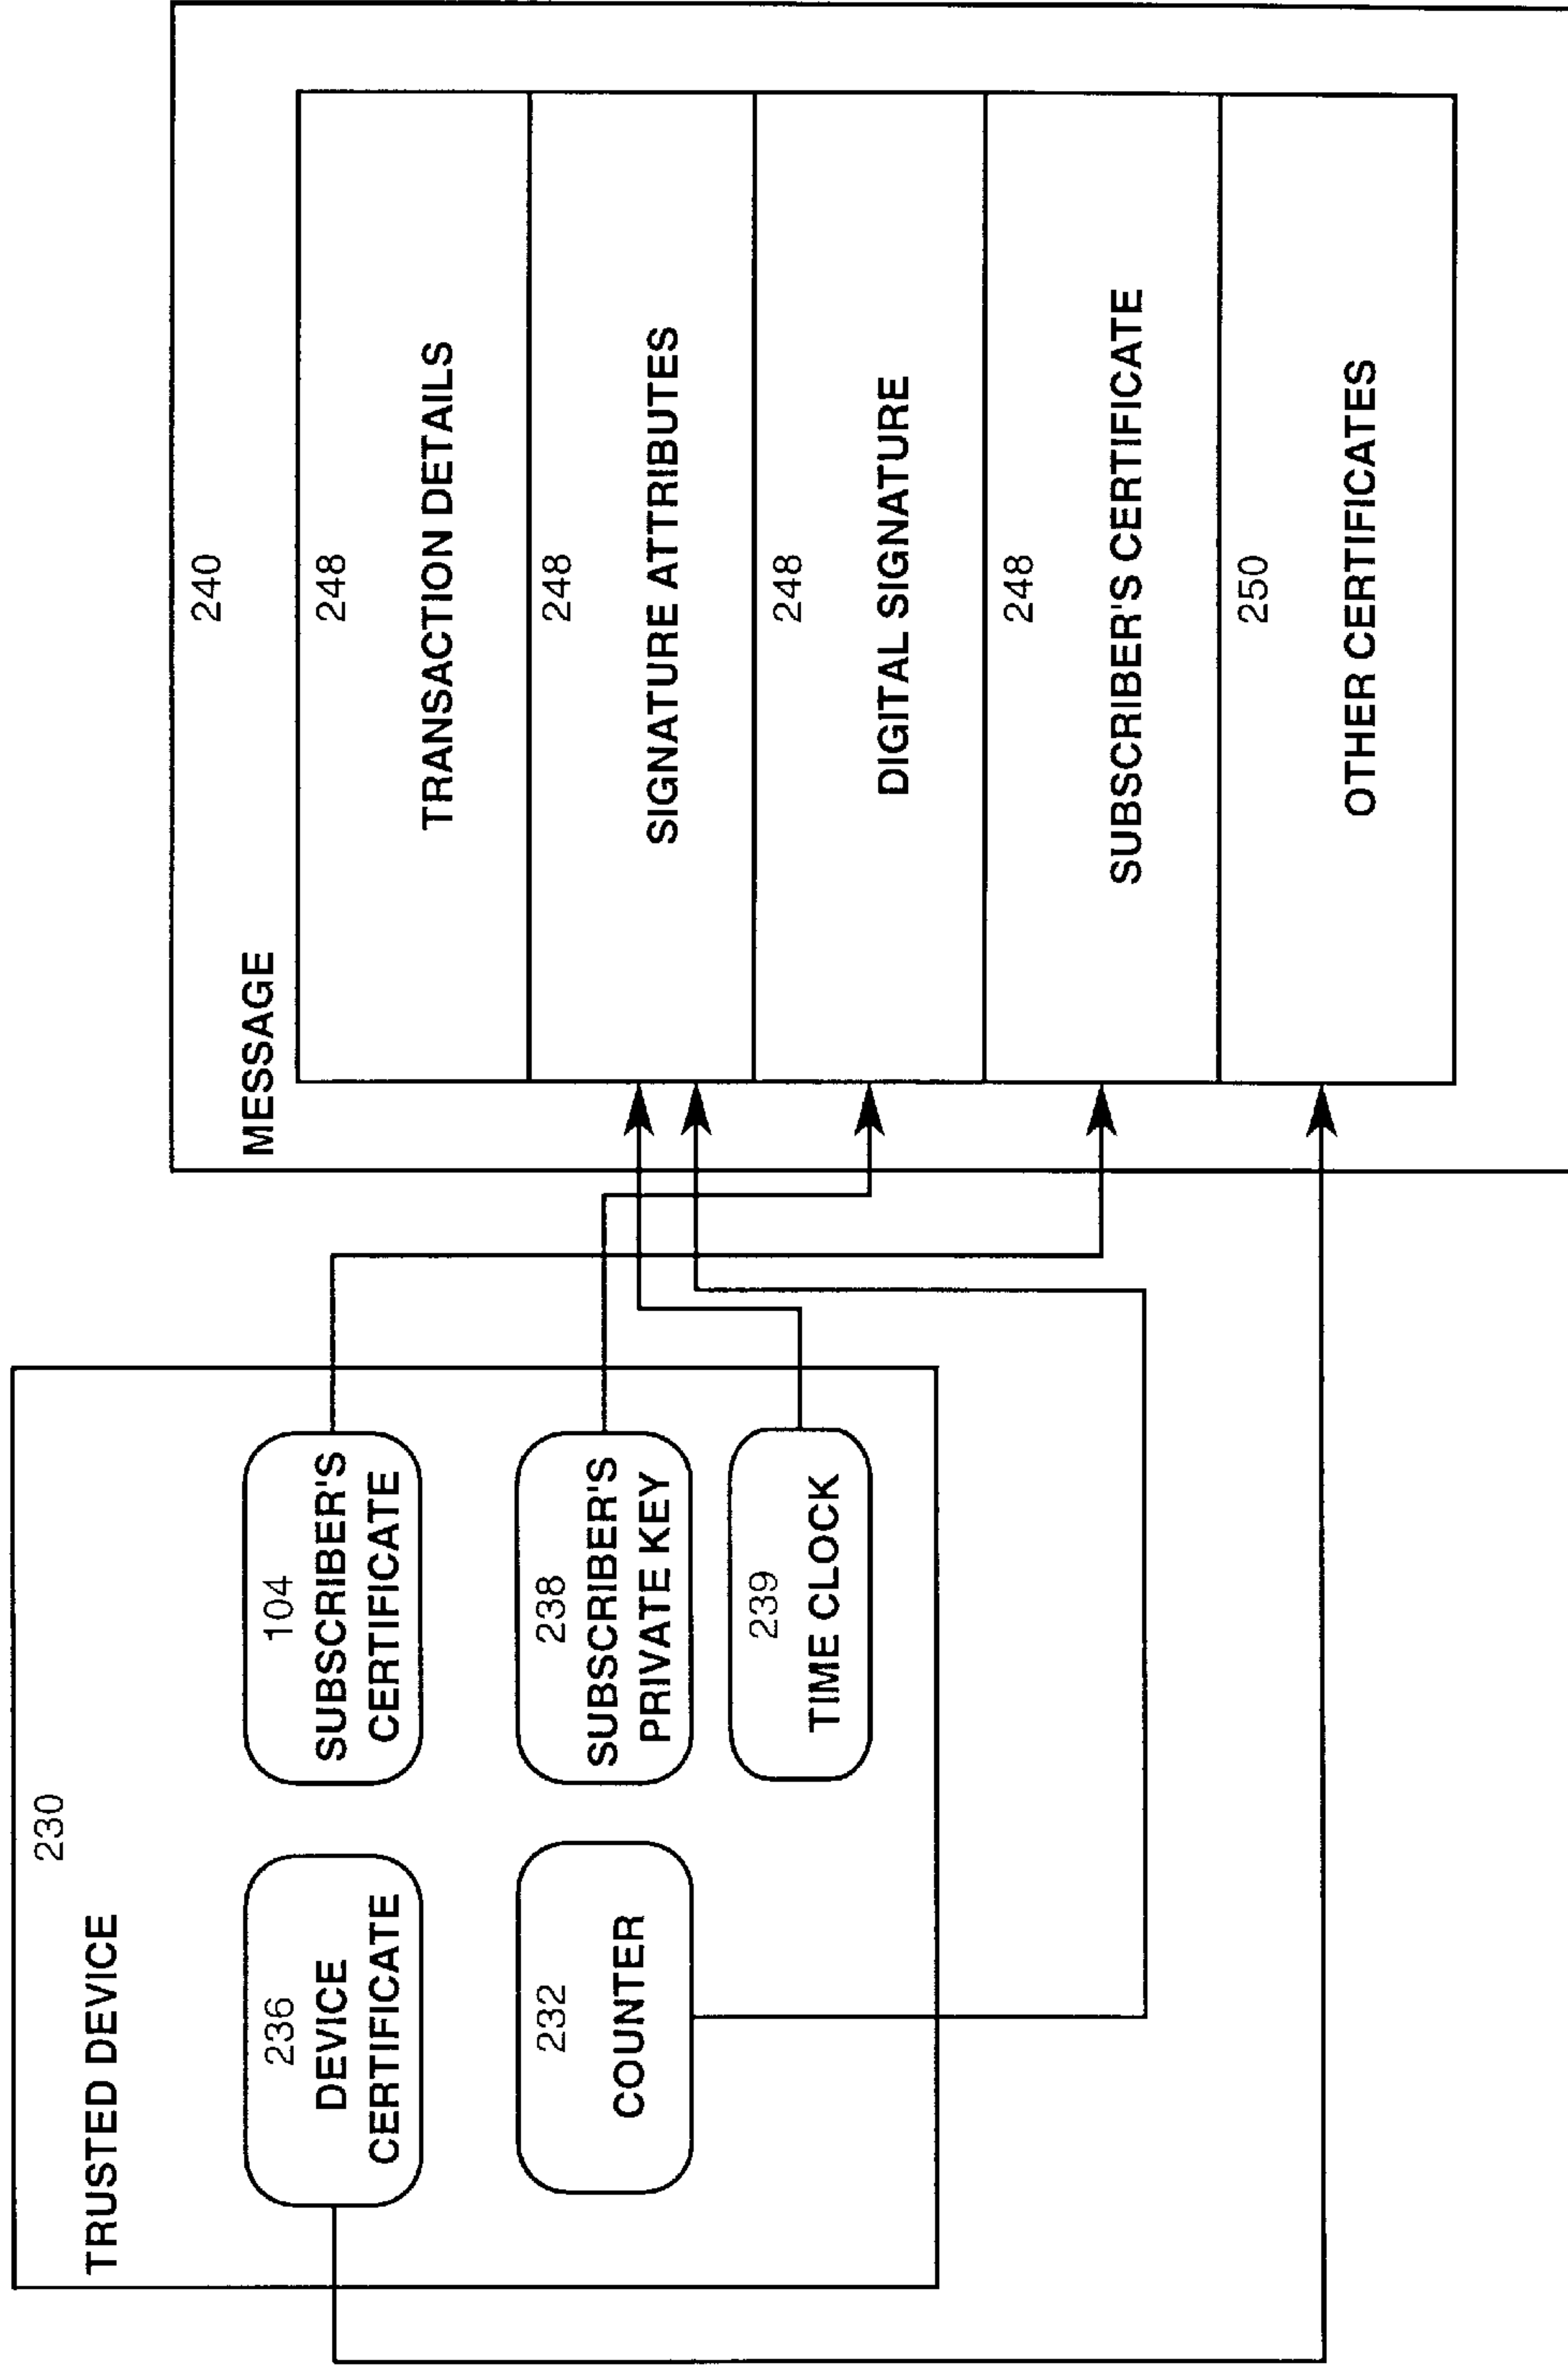 230
TRUSTED DEVICE
236
DEVICE
CERTIFICATE
104
SUBSCRIBER'S
CERTIFICATE
232
COUNTER
238
SUBSCRIBER'S
PRIVATE KEY
239
TIME CLOCK
240
MESSAGE
248
TRANSACTION DETAILS
248
SIGNATURE ATTRIBUTES
248
DIGITAL SIGNATURE
248
SUBSCRIBER'S CERTIFICATE
250
OTHER CERTIFICATES